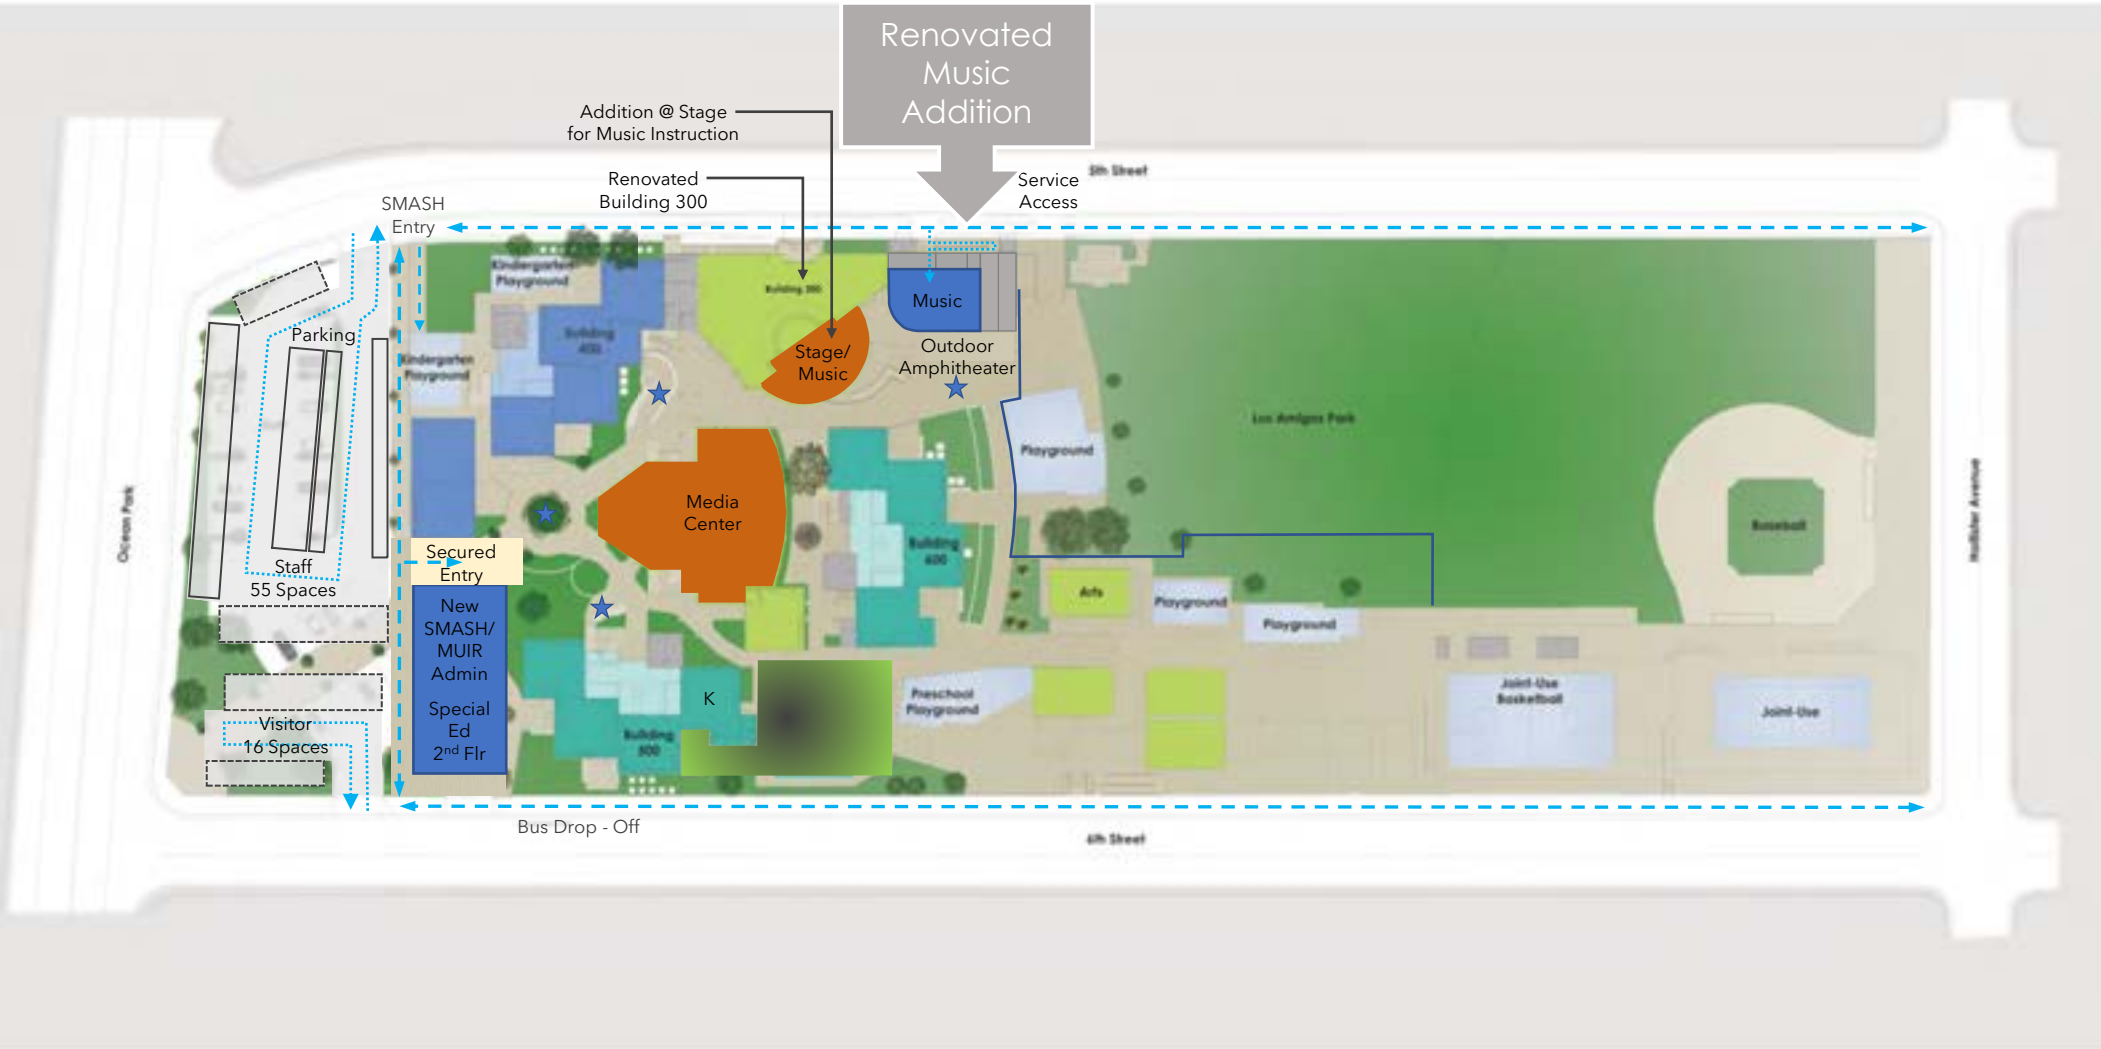 Renovated
Music
Addition
Addition @ Stage
for Music Instruction
Renovated
Building 300
Service
Access
5th Street
SMASH
Entry
Kindergarten
Playground
Building 300
Music
Parking
Building
400
Kindergarten
Playground
Stage/
Music
Outdoor
Amphitheater
Los Amigos Park
Playground
Ocean Park
Media
Center
Hollister Avenue
Baseball
Building
600
Secured
Entry
Staff
55 Spaces
Arts
Playground
Playground
New
SMASH/
MUIR
Admin
Special
Ed
2nd Flr
K
Preschool
Playground
Joint-Use
Basketball
Joint-Use
Visitor
16 Spaces
Building
500
Bus Drop - Off
6th Street